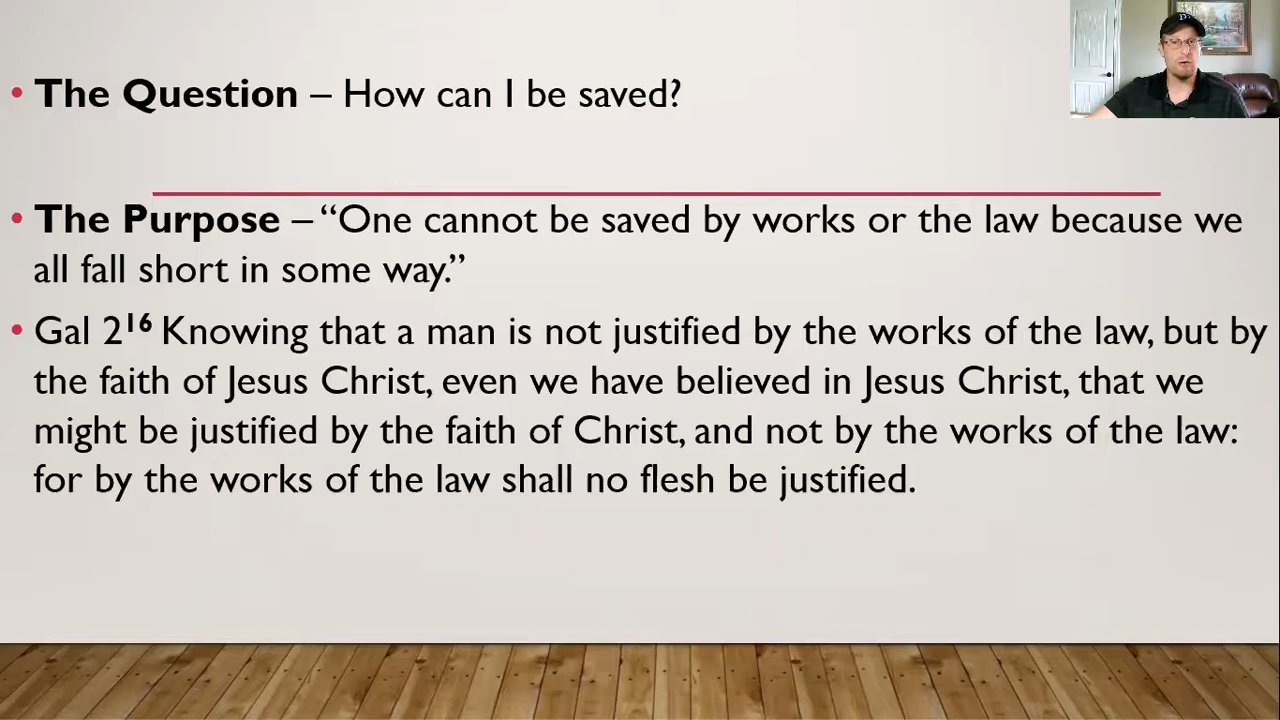 • The Question – How can I be saved?
• The Purpose – “One cannot be saved by works or the law because we
all fall short in some way.”
• Gal 2¹⁶ Knowing that a man is not justified by the works of the law, but by
the faith of Jesus Christ, even we have believed in Jesus Christ, that we
might be justified by the faith of Christ, and not by the works of the law:
for by the works of the law shall no flesh be justified.